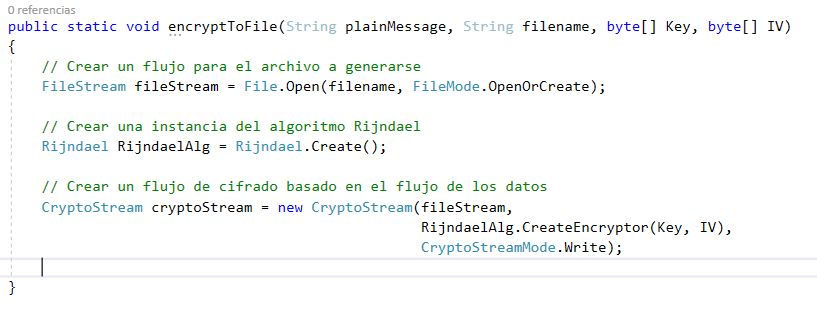 0 referencias
public static void encryptToFile(String plainMessage, String filename, byte[] Key, byte[] IV)
{
// Crear un flujo para el archivo a generarse
FileStream fileStream = File.Open(filename, FileMode.OpenOrCreate);
// Crear una instancia del algoritmo Rijndael
Rijndael RijndaelAlg = Rijndael.Create();
// Crear un flujo de cifrado basado en el flujo de los datos
CryptoStream cryptoStream = new CryptoStream(fileStream,
RijndaelAlg.CreateEncryptor(Key, IV),
CryptoStreamMode.Write);
}